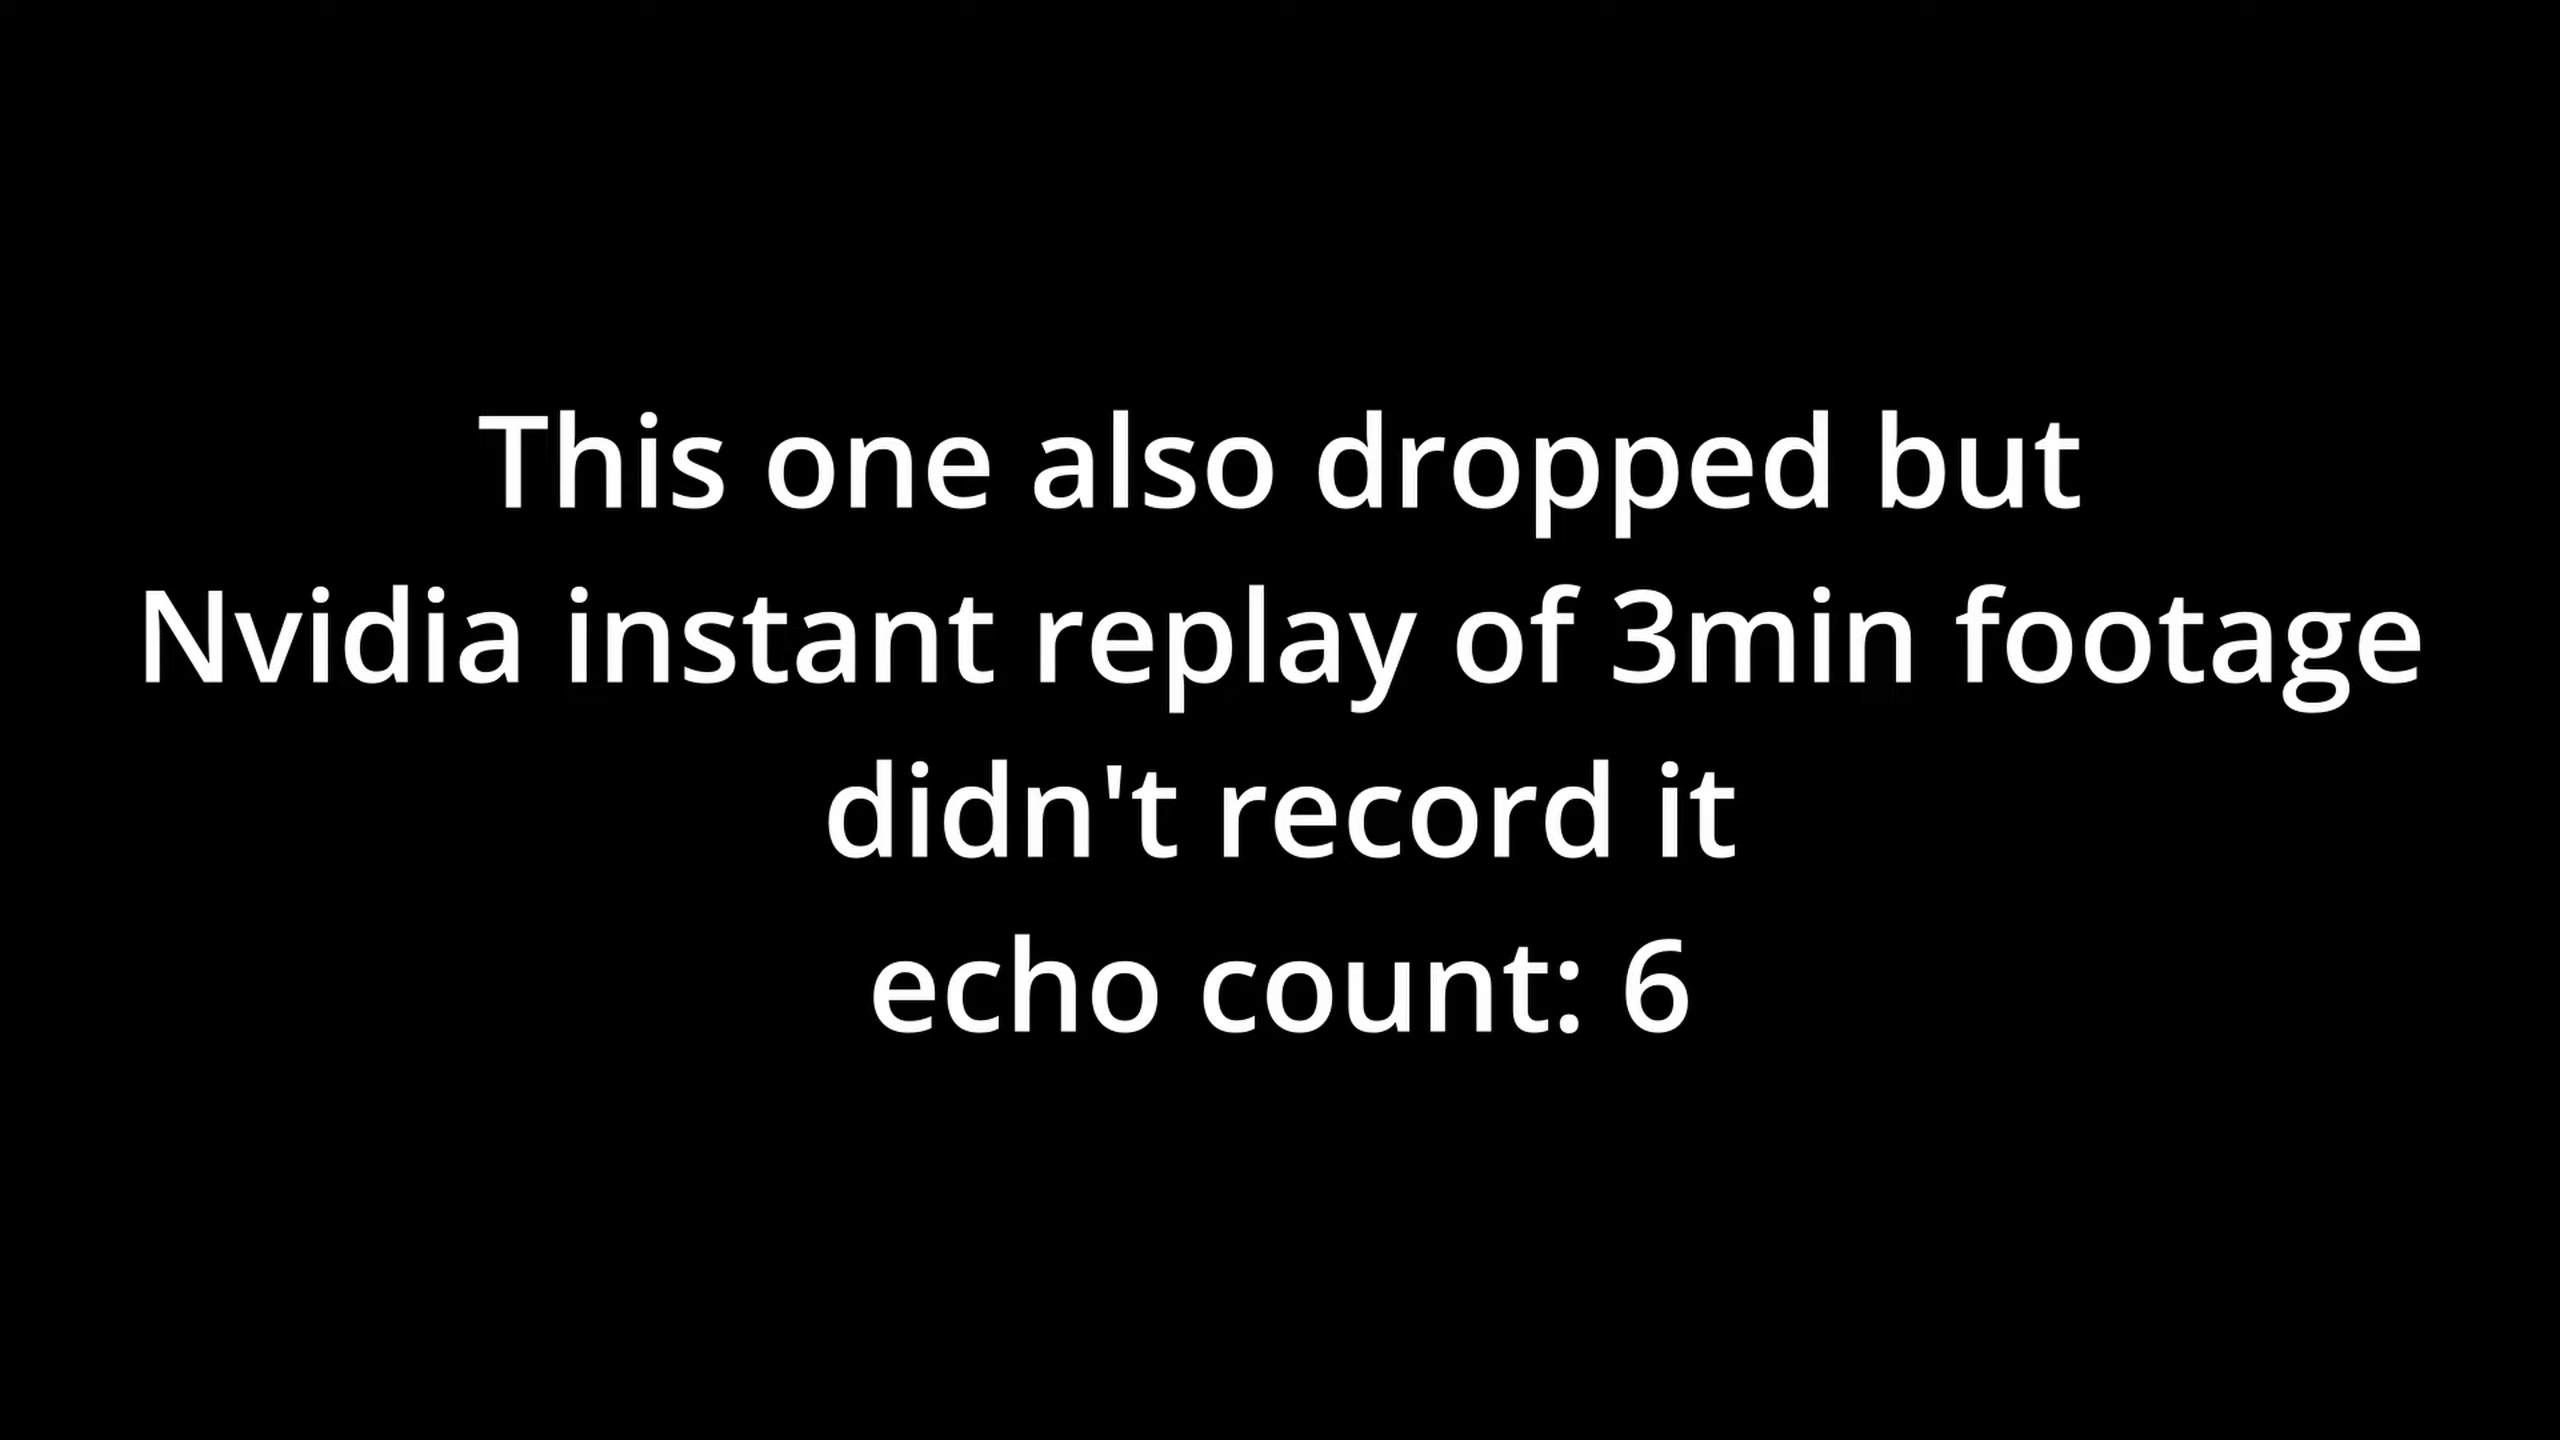 This one also dropped but
Nvidia instant replay of 3min footage
didn't record it
echo count: 6